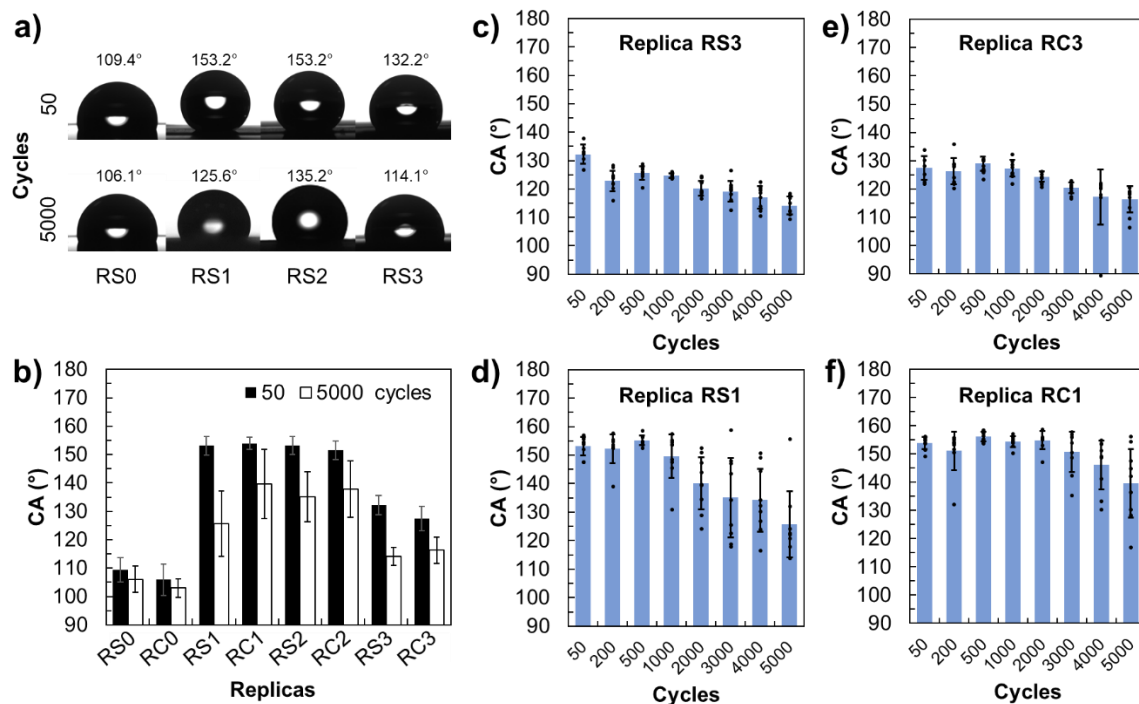 a)
109.4° 153.2° 153.2° 132.2°
50
106.1° 125.6° 135.2° 114.1°
5000
Cycles
RS0 RS1 RS2 RS3
b)
180
170
160
150
140
130
120
110
100
90
CA (°)
50 5000 cycles
RS0 RC0 RS1 RC1 RS2 RC2 RS3 RC3
Replicas
c)
Replica RS3
180
170
160
150
140
130
120
110
100
90
CA (°)
50 200 500 1000 2000 3000 4000 5000
Cycles
d)
Replica RS1
180
170
160
150
140
130
120
110
100
90
CA (°)
50 200 500 1000 2000 3000 4000 5000
Cycles
e)
Replica RC3
180
170
160
150
140
130
120
110
100
90
CA (°)
50 200 500 1000 2000 3000 4000 5000
Cycles
f)
Replica RC1
180
170
160
150
140
130
120
110
100
90
CA (°)
50 200 500 1000 2000 3000 4000 5000
Cycles